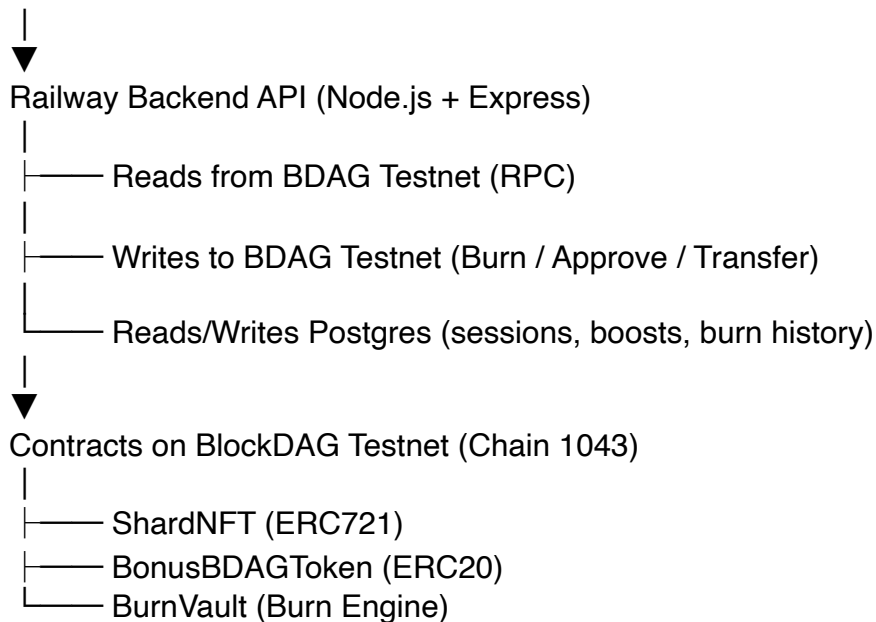 Railway Backend API (Node.js + Express)
Reads from BDAG Testnet (RPC)
Writes to BDAG Testnet (Burn / Approve / Transfer)
Reads/Writes Postgres (sessions, boosts, burn history)
Contracts on BlockDAG Testnet (Chain 1043)
ShardNFT (ERC721)
BonusBDAGToken (ERC20)
BurnVault (Burn Engine)